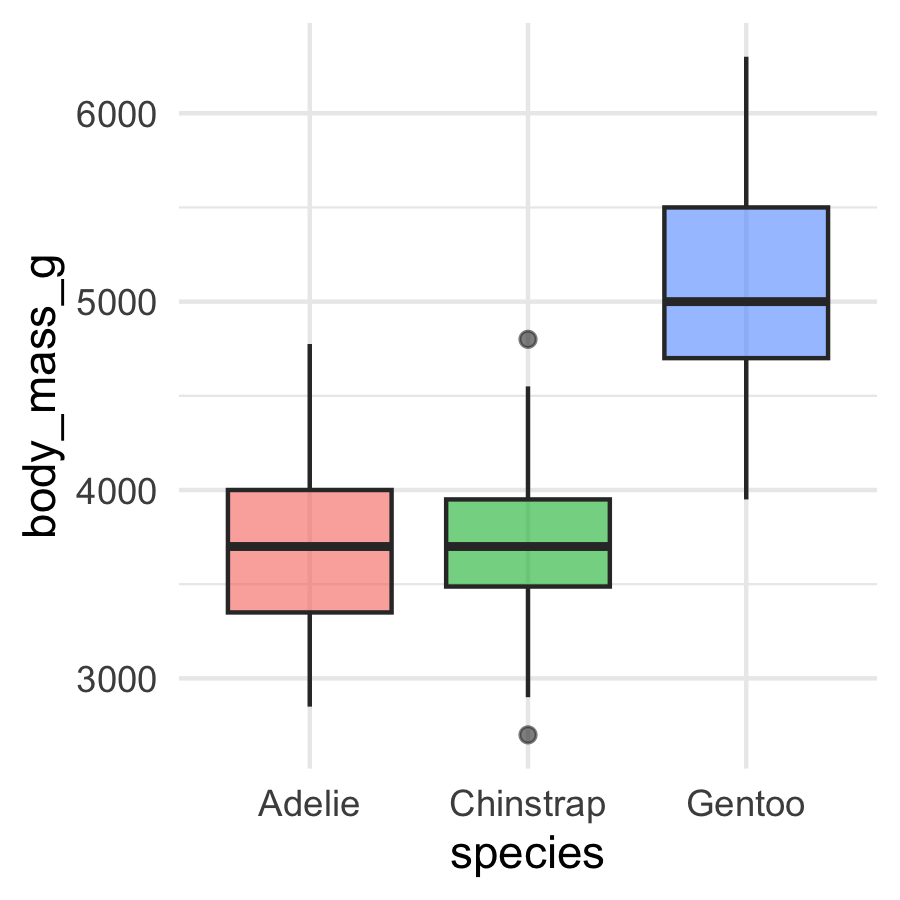 body_mass_g
6000
5000
4000
3000
Adelie Chinstrap Gentoo
species